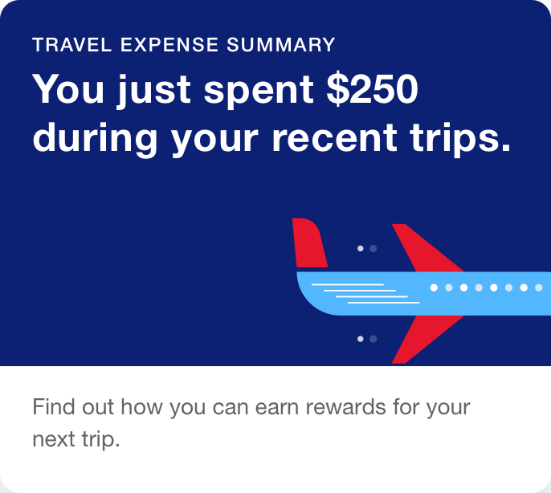 TRAVEL EXPENSE SUMMARY
You just spent $250
during your recent trips.
Find out how you can earn rewards for your
next trip.